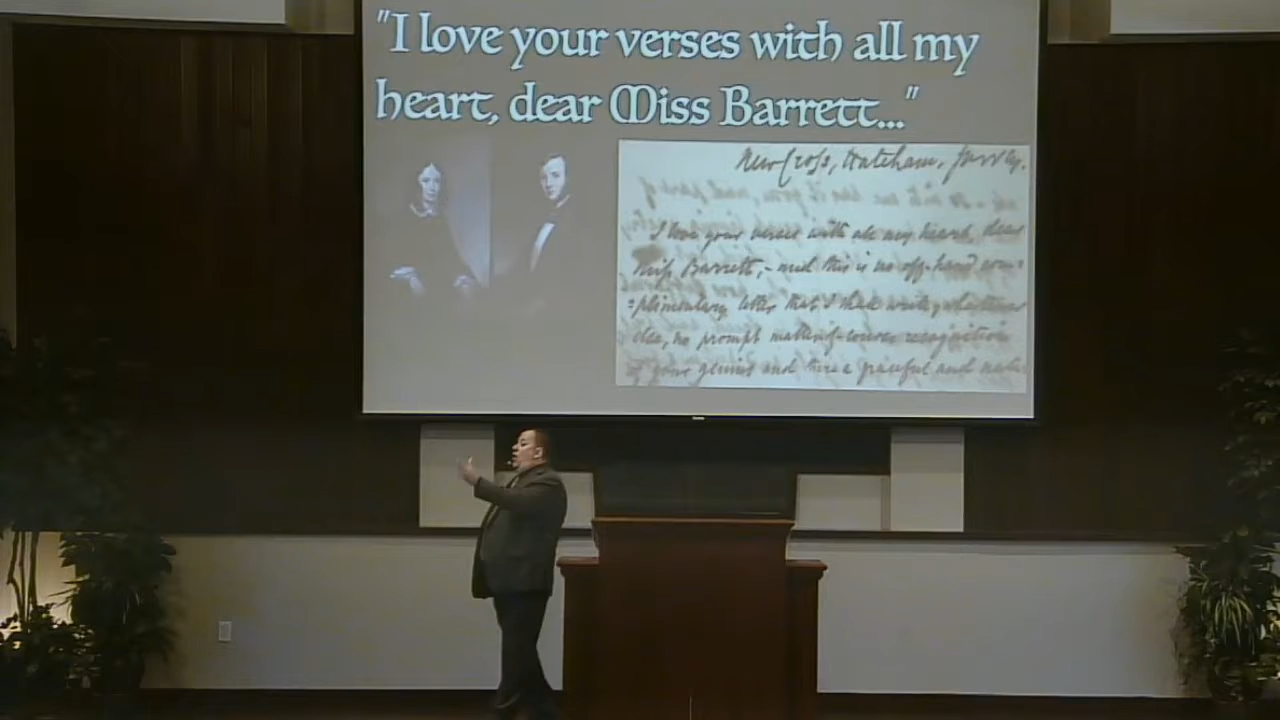 "I love your verses with all my
heart, dear Miss Barrett..."
New Cross, Hatcham, Surrey.
I love your verses with all my heart, dear
Miss Barrett,- and this is no off-hand com=
=plimentary letter that I shall write, whatever
else, no prompt matter-of-course recognition
of your genius and there a graceful and natu-